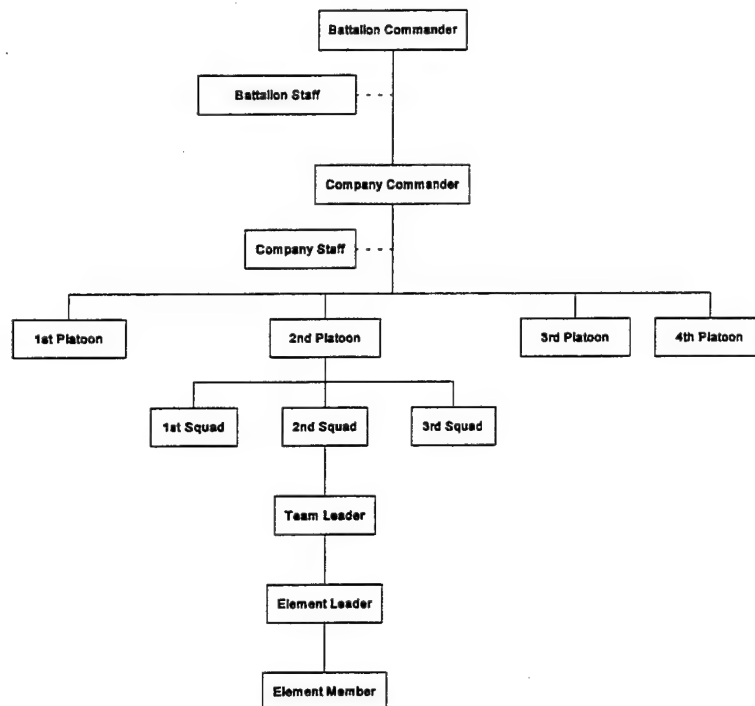 Battalion Commander
Battalion Staff
Company Commander
Company Staff
1st Platoon
2nd Platoon
3rd Platoon
4th Platoon
1st Squad
2nd Squad
3rd Squad
Team Leader
Element Leader
Element Member